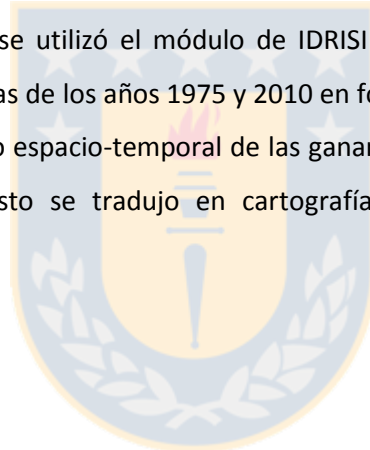 se utilizó el módulo de IDRISI
as de los años 1975 y 2010 en fo
o espacio-temporal de las ganan
sto se tradujo en cartografía